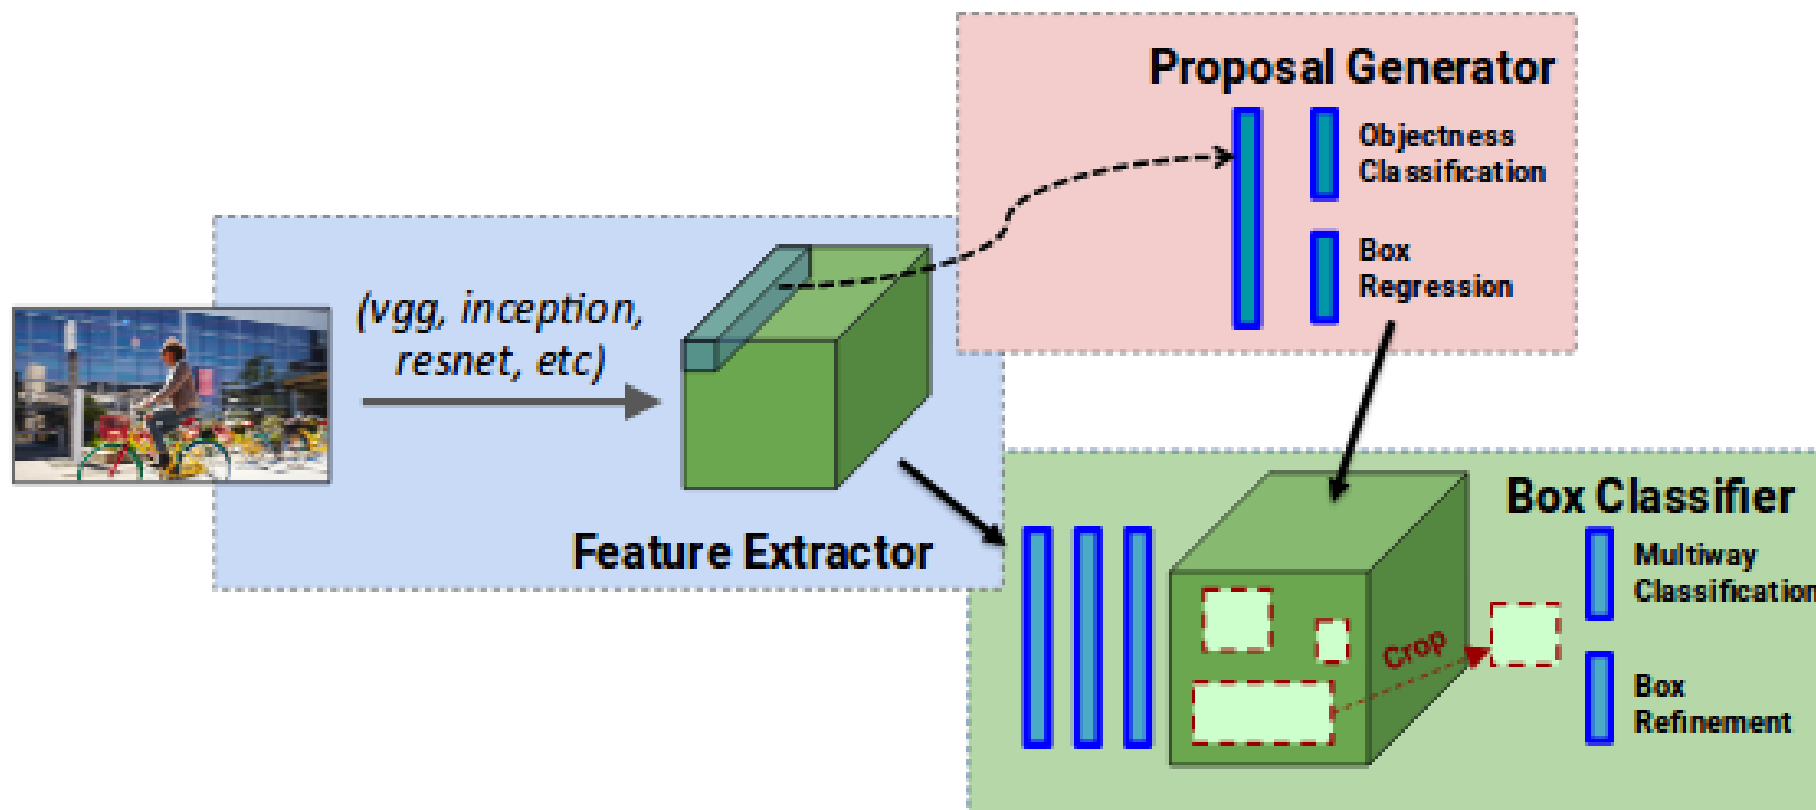 Proposal Generator
Objectness
Classification
Box
Regression
(vgg, inception,
resnet, etc)
Feature Extractor
Box Classifier
Multiway
Classification
Crop
Box
Refinement